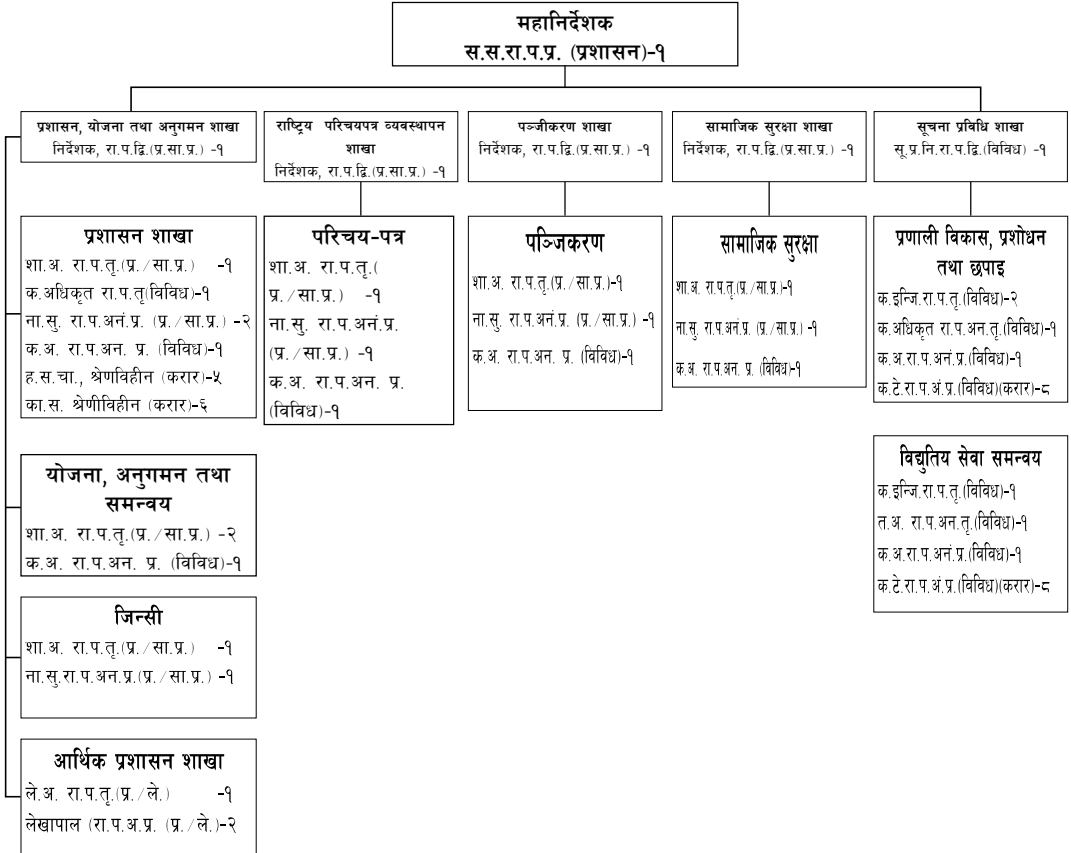 महानिर्देशक
स.स.रा.प.प्र. (प्रशासन)-१
प्रशासन, योजना तथा अनुगमन शाखा
निर्देशक, रा.प.द्वि.(प्र.सा.प्र.) -१
राष्ट्रिय परिचयपत्र व्यवस्थापन
शाखा
निर्देशक, रा.प.द्वि.(प्र.सा.प्र.) -१
पञ्जीकरण शाखा
निर्देशक, रा.प.द्वि.(प्र.सा.प्र.) -१
सामाजिक सुरक्षा शाखा
निर्देशक, रा.प.द्वि.(प्र.सा.प्र.) -१
सूचना प्रविधि शाखा
सू.प्र.नि.रा.प.द्वि.(विविध) -१
प्रशासन शाखा
शा.अ. रा.प.तृ.(प्र./सा.प्र.) -१
क.अधिकृत रा.प.तृ(विविध)-१
ना.सु. रा.प.अनं.प्र. (प्र./सा.प्र.) -२
क.अ. रा.प.अन. प्र. (विविध)-१
ह.स.चा., श्रेणविहीन (करार)-५
का.स. श्रेणीविहीन (करार)-६
परिचय-पत्र
शा.अ. रा.प.तृ.(
प्र./सा.प्र.) -१
ना.सु. रा.प.अनं.प्र.
(प्र./सा.प्र.) -१
क.अ. रा.प.अन. प्र.
(विविध)-१
पञ्जिकरण
शा.अ. रा.प.तृ.(प्र./सा.प्र.)-१
ना.सु. रा.प.अनं.प्र. (प्र./सा.प्र.) -१
क.अ. रा.प.अन. प्र. (विविध)-१
सामाजिक सुरक्षा
शा.अ. रा.प.तृ.(प्र./सा.प्र.)-१
ना.सु. रा.प.अनं.प्र. (प्र./सा.प्र.) -१
क.अ. रा.प.अन. प्र. (विविध)-१
प्रणाली विकास, प्रशोधन
तथा छपाइ
क.इन्जि.रा.प.तृ.(विविध)-२
क.अधिकृत रा.प.अन.तृ.(विविध)-१
क.अ.रा.प.अनं.प्र.(विविध)-१
क.टे.रा.प.अं.प्र.(विविध)(करार)-८
योजना, अनुगमन तथा
समन्वय
शा.अ. रा.प.तृ.(प्र./सा.प्र.) -२
क.अ. रा.प.अन. प्र. (विविध)-१
विद्युतिय सेवा समन्वय
क.इन्जि.रा.प.तृ.(विविध)-१
त.अ. रा.प.अन.तृ.(विविध)-१
क.अ.रा.प.अनं.प्र.(विविध)-१
क.टे.रा.प.अं.प्र.(विविध)(करार)-८
जिन्सी
शा.अ. रा.प.तृ.(प्र./सा.प्र.) -१
ना.सु.रा.प.अन.प्र.(प्र./सा.प्र.) -१
आर्थिक प्रशासन शाखा
ले.अ. रा.प.तृ.(प्र./ले.) -१
लेखापाल (रा.प.अ.प्र. (प्र./ले.)-२